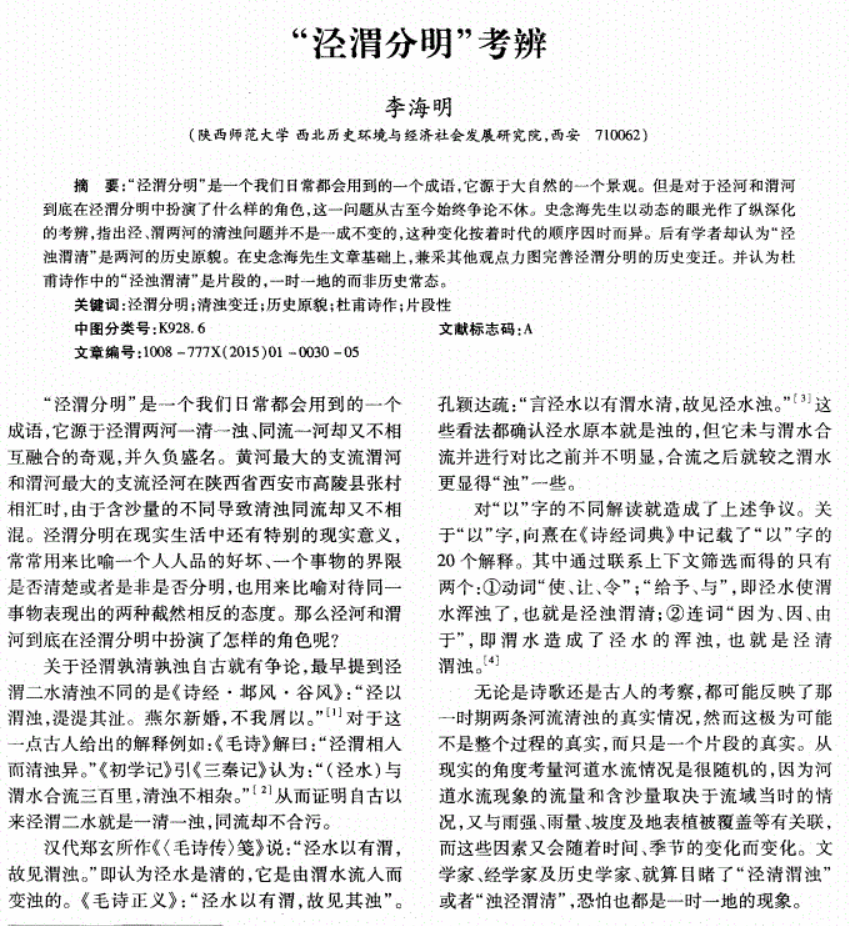 “泾渭分明”考辨
李海明
(陕西师范大学 西北历史环境与经济社会发展研究院,西安 710062)
摘 要:“泾渭分明”是一个我们日常都会用到的一个成语,它源于大自然的一个景观。但是对于泾河和渭河
到底在泾渭分明中扮演了什么样的角色,这一问题从古至今始终争论不休。史念海先生以动态的眼光作了纵深化
的考辨,指出泾、渭两河的清浊问题并不是一成不变的,这种变化按着时代的顺序因时而异。后有学者却认为“泾
浊渭清”是两河的历史原貌。在史念海先生文章基础上,兼采其他观点力图完善泾渭分明的历史变迁。并认为杜
甫诗作中的“泾浊渭清”是片段的,一时一地的而非历史常态。
关键词:泾渭分明;清浊变迁;历史原貌;杜甫诗作;片段性
中图分类号:K928.6 文献标志码:A
文章编号:1008-777X(2015)01-0030-05
“泾渭分明”是一个我们日常都会用到的一个
成语,它源于泾渭两河一清一浊、同流一河却又不相
互融合的奇观,并久负盛名。黄河最大的支流渭河
和渭河最大的支流泾河在陕西省西安市高陵县张村
相汇时,由于含沙量的不同导致清浊同流却又不相
混。泾渭分明在现实生活中还有特别的现实意义,
常常用来比喻一个人人品的好坏、一个事物的界限
是否清楚或者是非是否分明,也用来比喻对待同一
事物表现出的两种截然相反的态度。那么泾河和渭
河到底在泾渭分明中扮演了怎样的角色呢?
关于泾渭孰清孰浊自古就有争论,最早提到泾
渭二水清浊不同的是《诗经·邶风·谷风》:“泾以
渭浊,湜湜其沚。燕尔新婚,不我屑以。”[1]对于这
一点古人给出的解释例如:《毛诗》解曰:“泾渭相入
而清浊异。”《初学记》引《三秦记》认为:“(泾水)与
渭水合流三百里,清浊不相杂。”[2]从而证明自古以
来泾渭二水就是一清一浊,同流却不合污。
汉代郑玄所作《〈毛诗传〉笺》说:“泾水以有渭,
故见渭浊。”即认为泾水是清的,它是由渭水流入而
变浊的。《毛诗正义》:“泾水以有渭,故见其浊”。
孔颖达疏:“言泾水以有渭水清,故见泾水浊。”[3]这
些看法都确认泾水原本就是浊的,但它未与渭水合
流并进行对比之前并不明显,合流之后就较之渭水
更显得“浊”一些。
对“以”字的不同解读就造成了上述争议。关
于“以”字,向熹在《诗经词典》中记载了“以”字的
20个解释。其中通过联系上下文筛选而得的只有
两个:①动词“使、让、令”;“给予、与”,即泾水使渭
水浑浊了,也就是泾浊渭清;②连词“因为、因、由
于”,即渭水造成了泾水的浑浊,也就是泾清
渭浊。[4]
无论是诗歌还是古人的考察,都可能反映了那
一时期两条河流清浊的真实情况,然而这极为可能
不是整个过程的真实,而只是一个片段的真实。从
现实的角度考量河道水流情况是很随机的,因为河
道水流现象的流量和含沙量取决于流域当时的情
况,又与雨强、雨量、坡度及地表植被覆盖等有关联,
而这些因素又会随着时间、季节的变化而变化。文
学家、经学家及历史学家、就算目睹了“泾清渭浊”
或者“浊泾渭清”,恐怕也都是一时一地的现象。